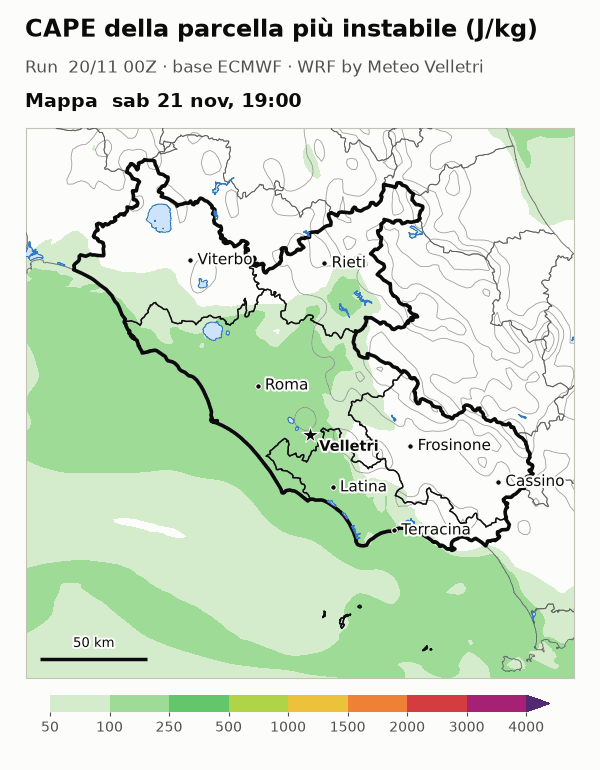 CAPE della parcella più instabile (J/kg)
Run  20/11 00Z · base ECMWF · WRF by Meteo Velletri
Mappa  sab 21 nov, 19:00
Viterbo
Rieti
Roma
Velletri
Frosinone
Latina
Cassino
Terracina
50 km
50 100 250 500 1000 1500 2000 3000 4000